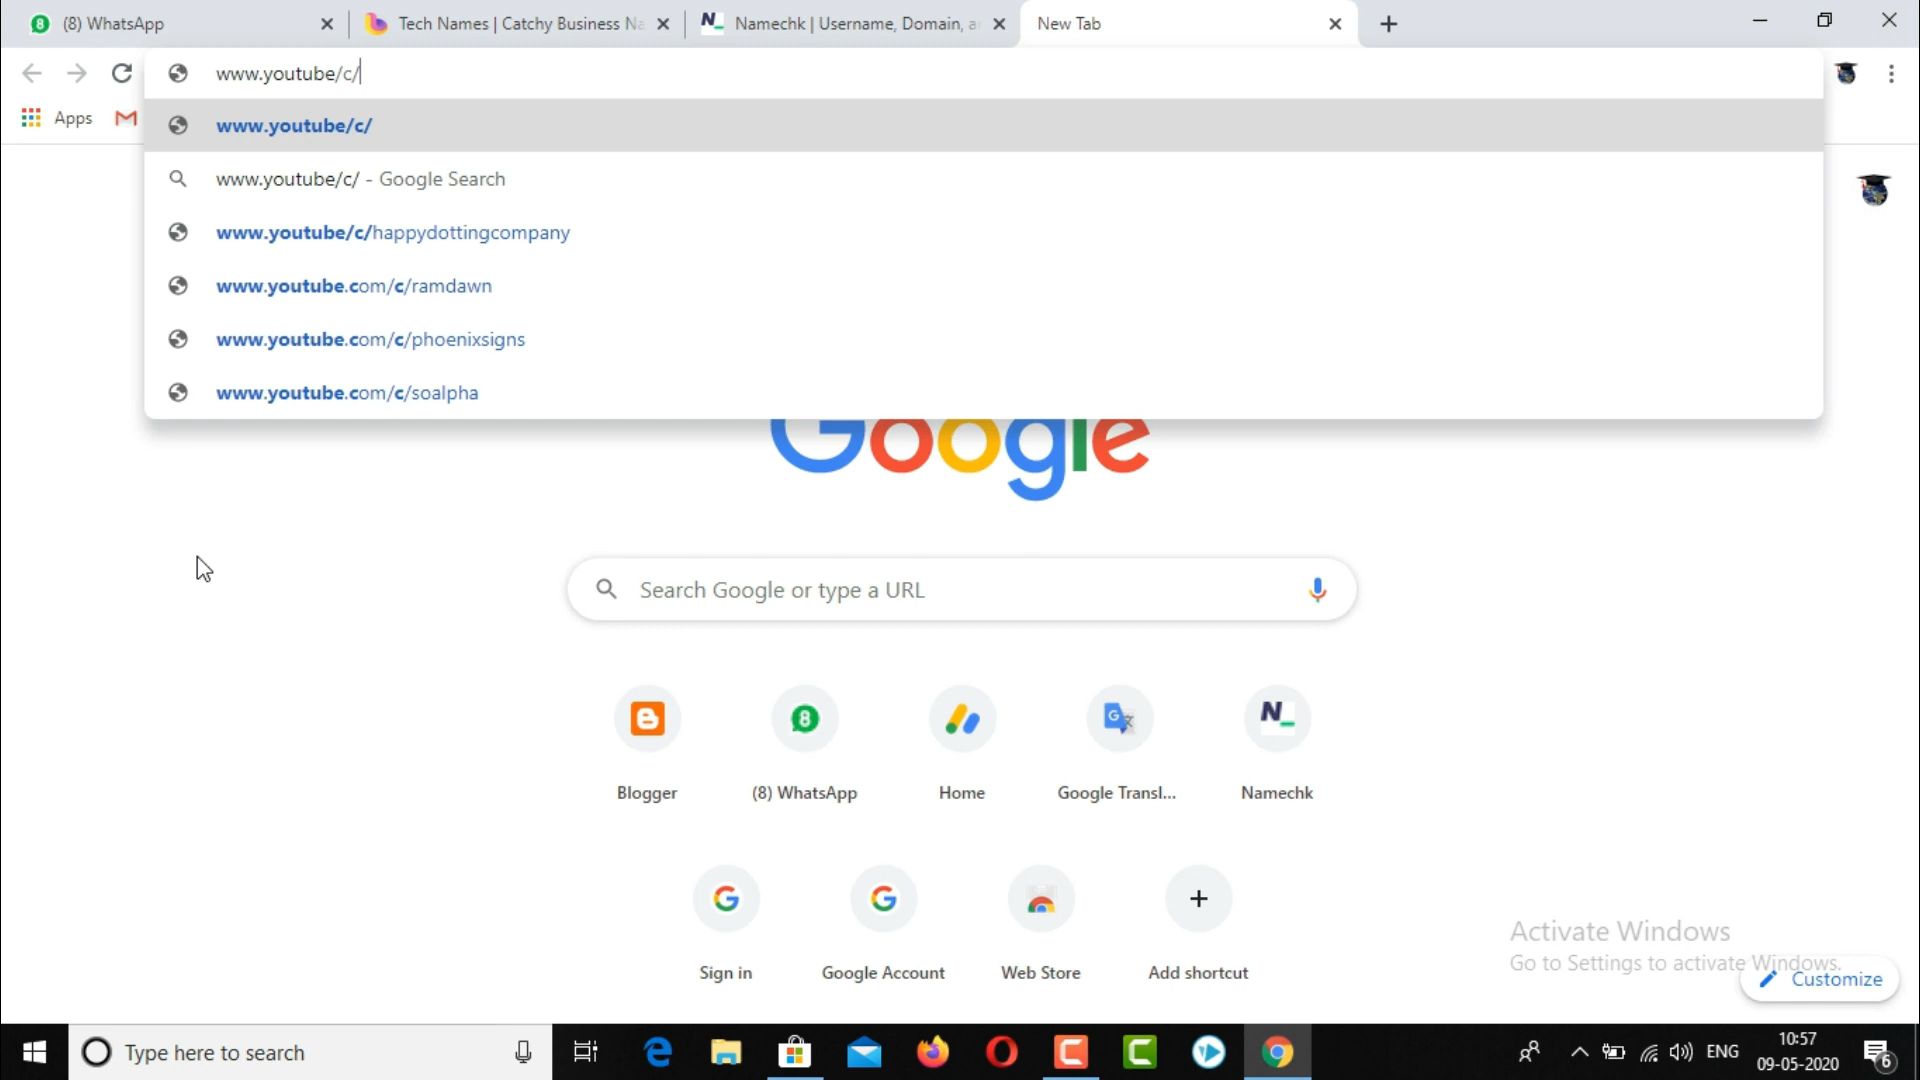 (8) WhatsApp
Tech Names | Catchy Business Na
Namechk | Username, Domain, a
New Tab
www.youtube/c/
Apps
www.youtube/c/
www.youtube/c/ - Google Search
www.youtube/c/happydottingcompany
www.youtube.com/c/ramdawn
www.youtube.com/c/phoenixsigns
www.youtube.com/c/soalpha
Google
Search Google or type a URL
Blogger
(8) WhatsApp
Home
Google Transl...
Namechk
Sign in
Google Account
Web Store
Add shortcut
Activate Windows
Go to Settings to activate Windows.
Customize
Type here to search
ENG
10:57
09-05-2020
6